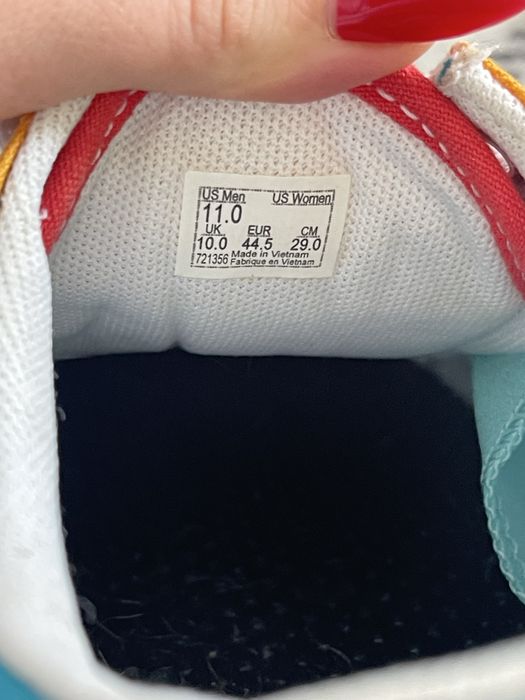 US Men US Women
11.0
UK EUR CM
10.0 44.5 29.0
721356 Made in Vietnam
Fabrique en Vietnam